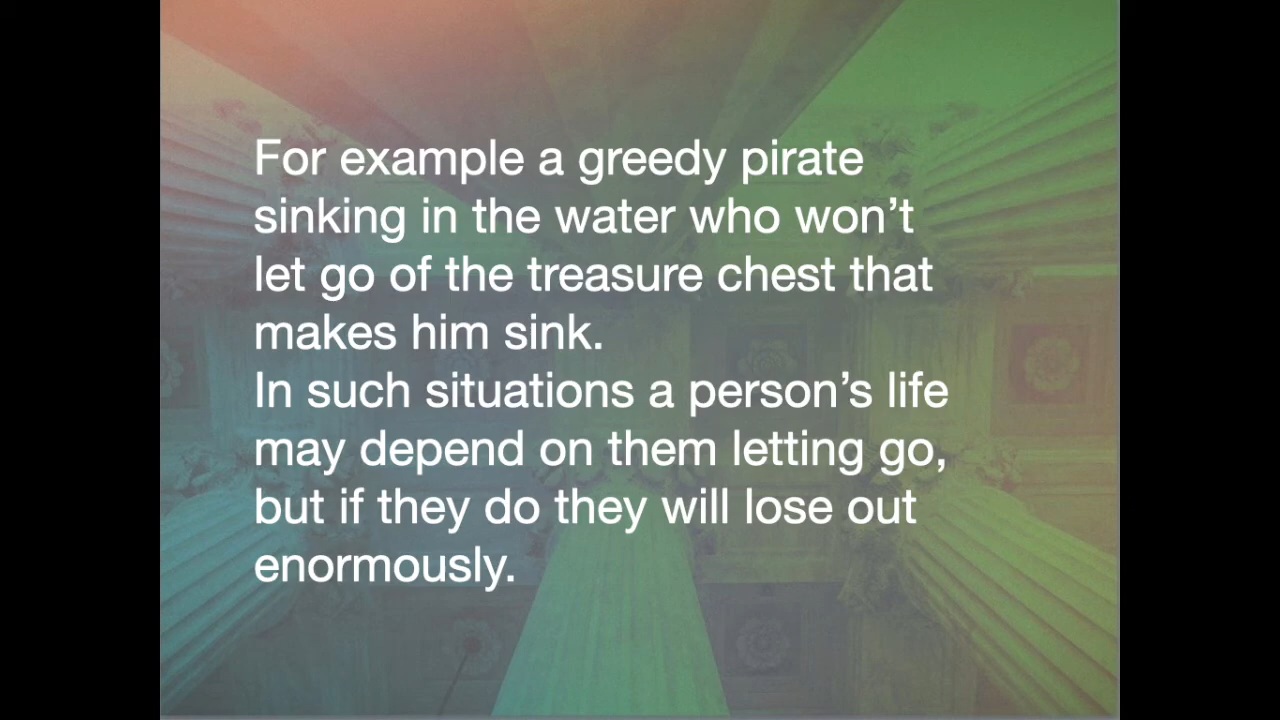 For example a greedy pirate
sinking in the water who won’t
let go of the treasure chest that
makes him sink.
In such situations a person’s life
may depend on them letting go,
but if they do they will lose out
enormously.